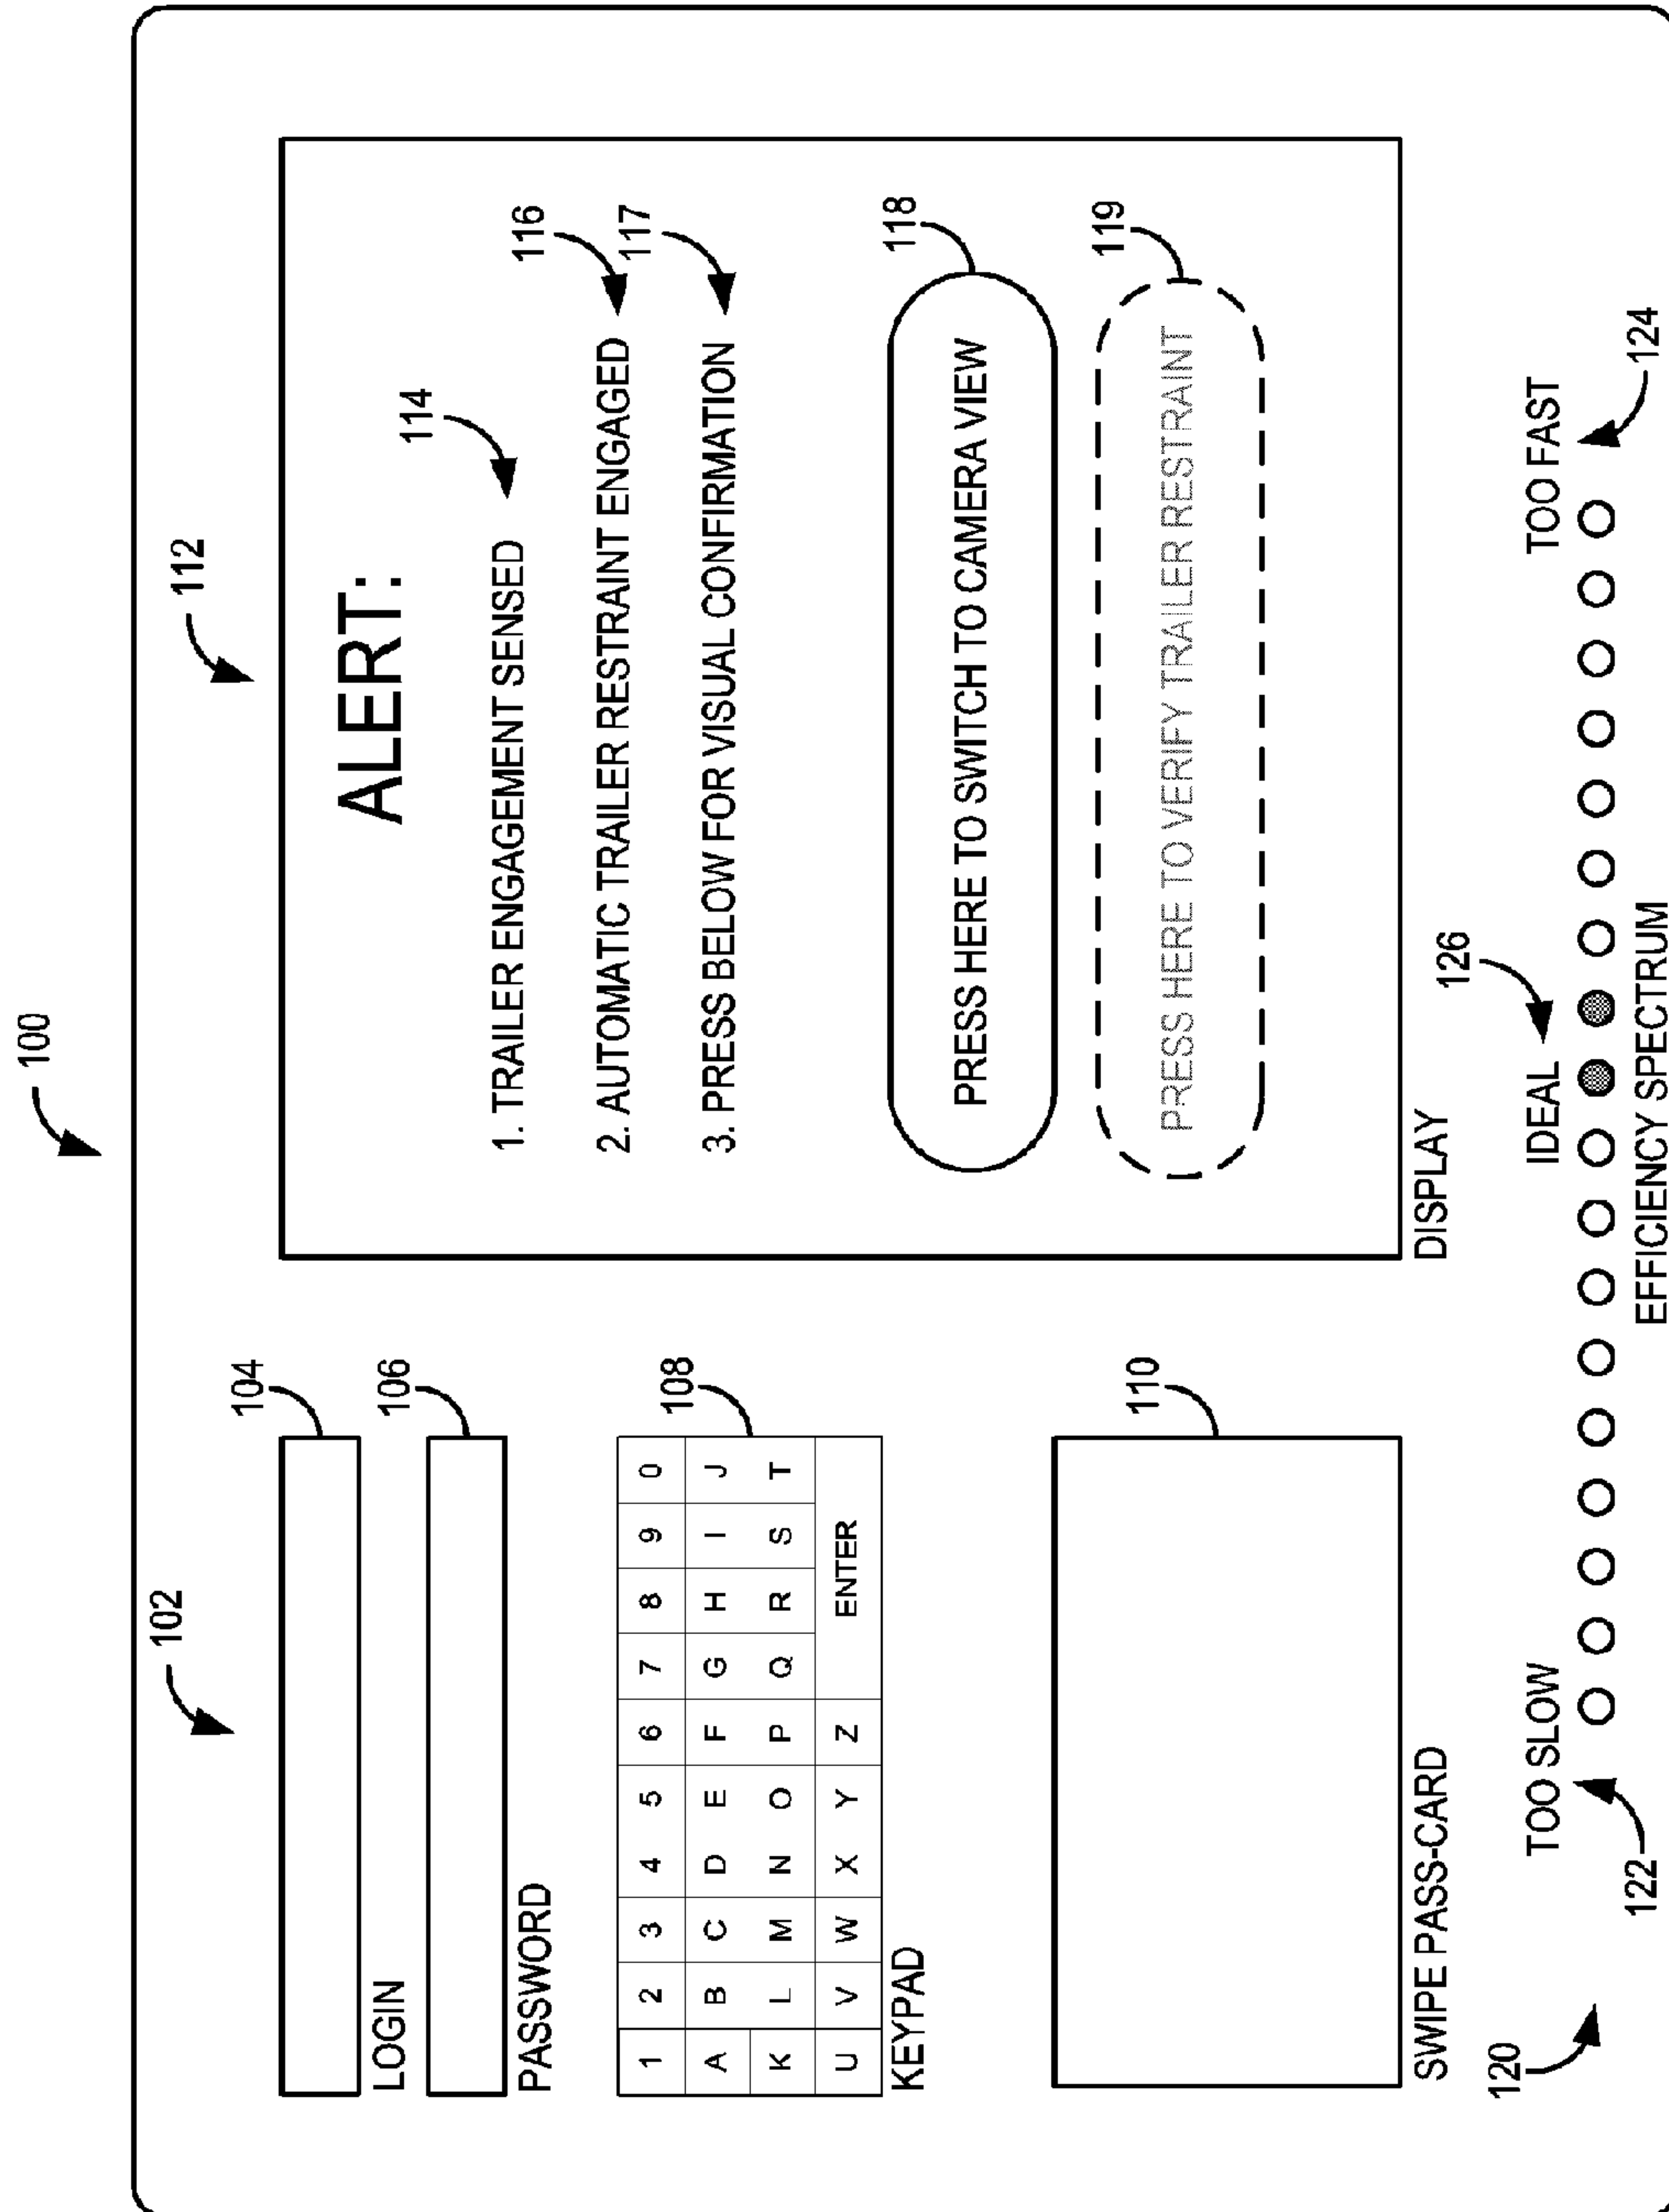 100
102
112
104
LOGIN
106
PASSWORD
108
1 2 3 4 5 6 7 8 9 0
A B C D E F G H I J
K L M N O P Q R S T
U V W X Y Z ENTER
KEYPAD
110
SWIPE PASS-CARD
ALERT:
114
1. TRAILER ENGAGEMENT SENSED
116
2. AUTOMATIC TRAILER RESTRAINT ENGAGED
117
3. PRESS BELOW FOR VISUAL CONFIRMATION
118
PRESS HERE TO SWITCH TO CAMERA VIEW
119
PRESS HERE TO VERIFY TRAILER RESTRAINT
DISPLAY
126
120
TOO SLOW
IDEAL
TOO FAST
122
124
EFFICIENCY SPECTRUM